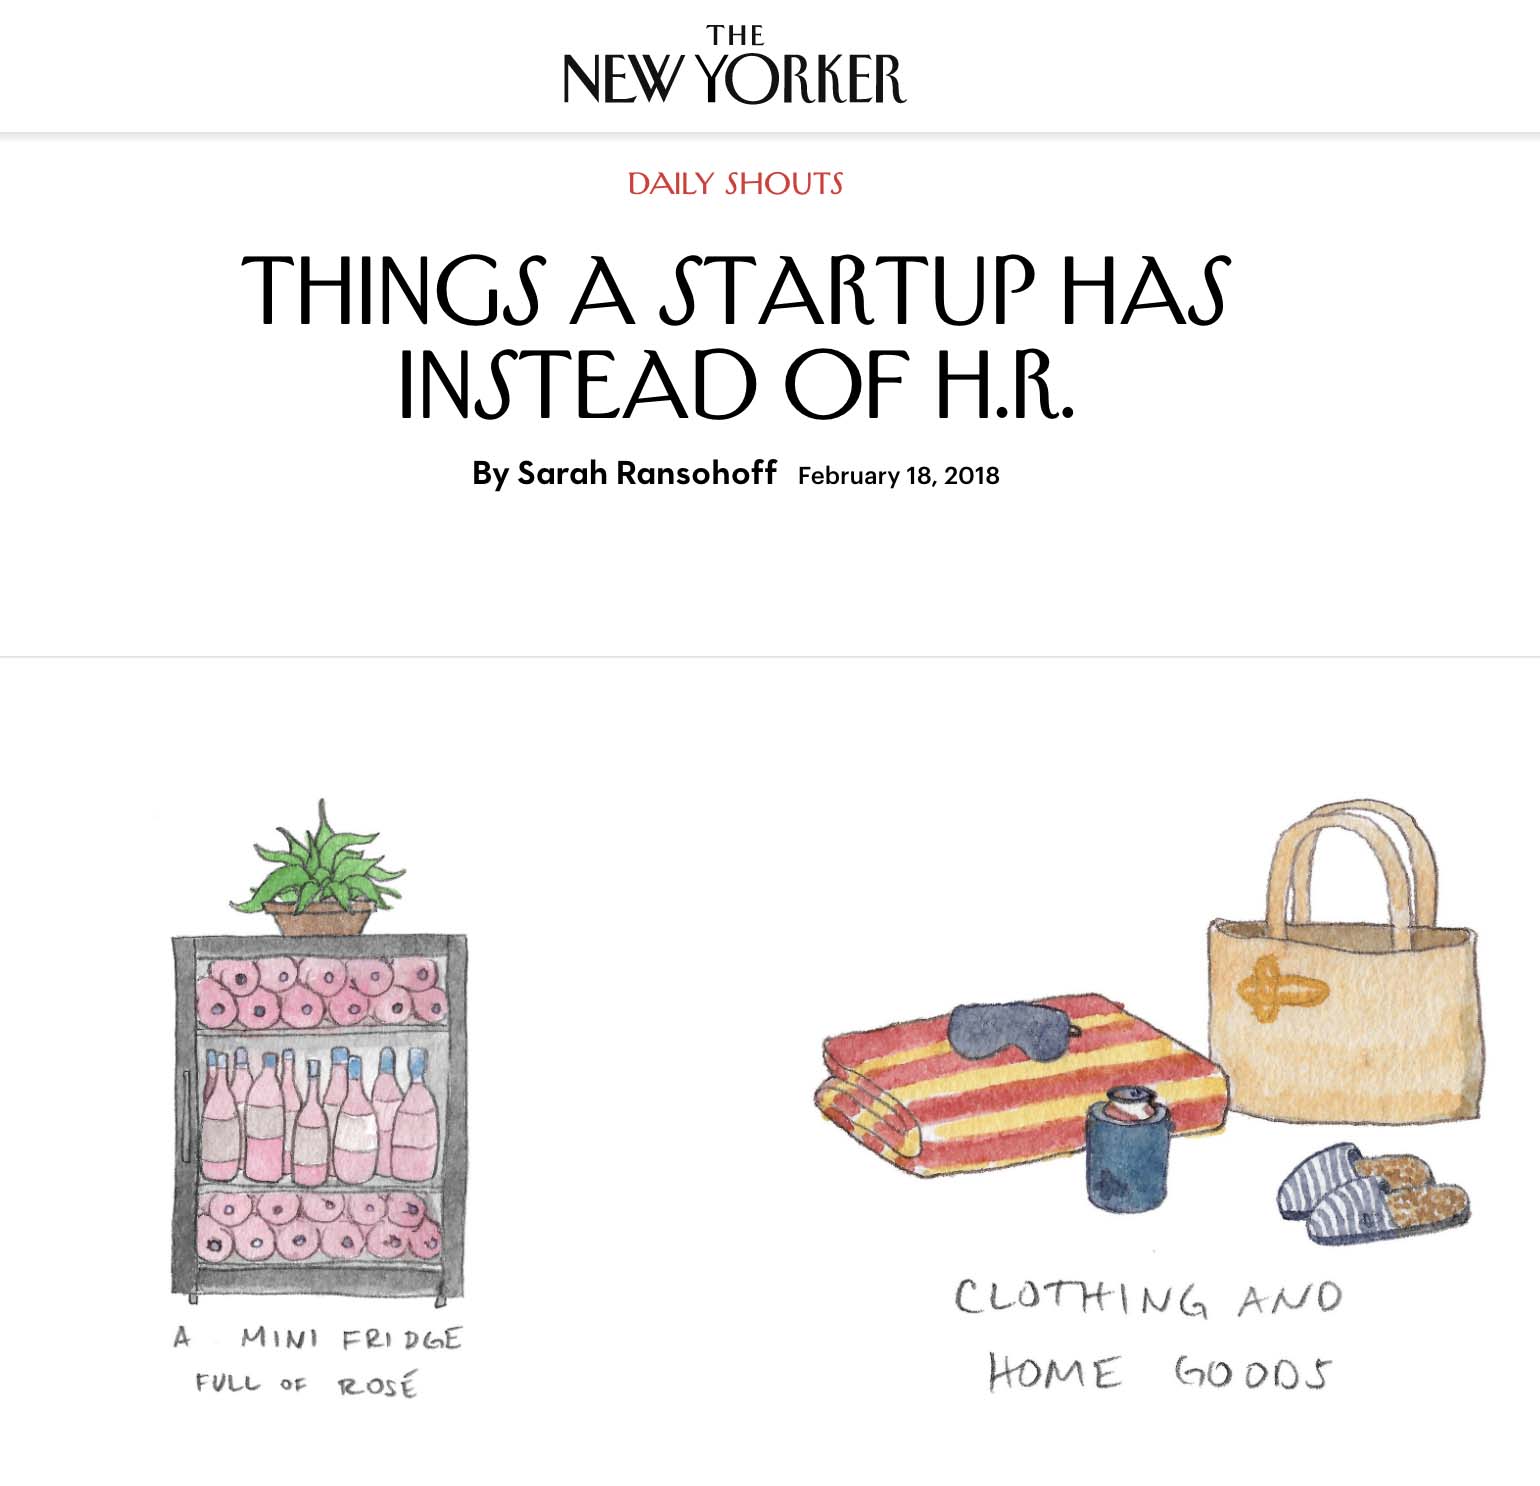 THE
NEW YORKER
DAILY SHOUTS
THINGS A STARTUP HAS
INSTEAD OF H.R.
By Sarah Ransohoff February 18, 2018
A MINI FRIDGE
FULL OF ROSÉ
CLOTHING AND
HOME GOODS